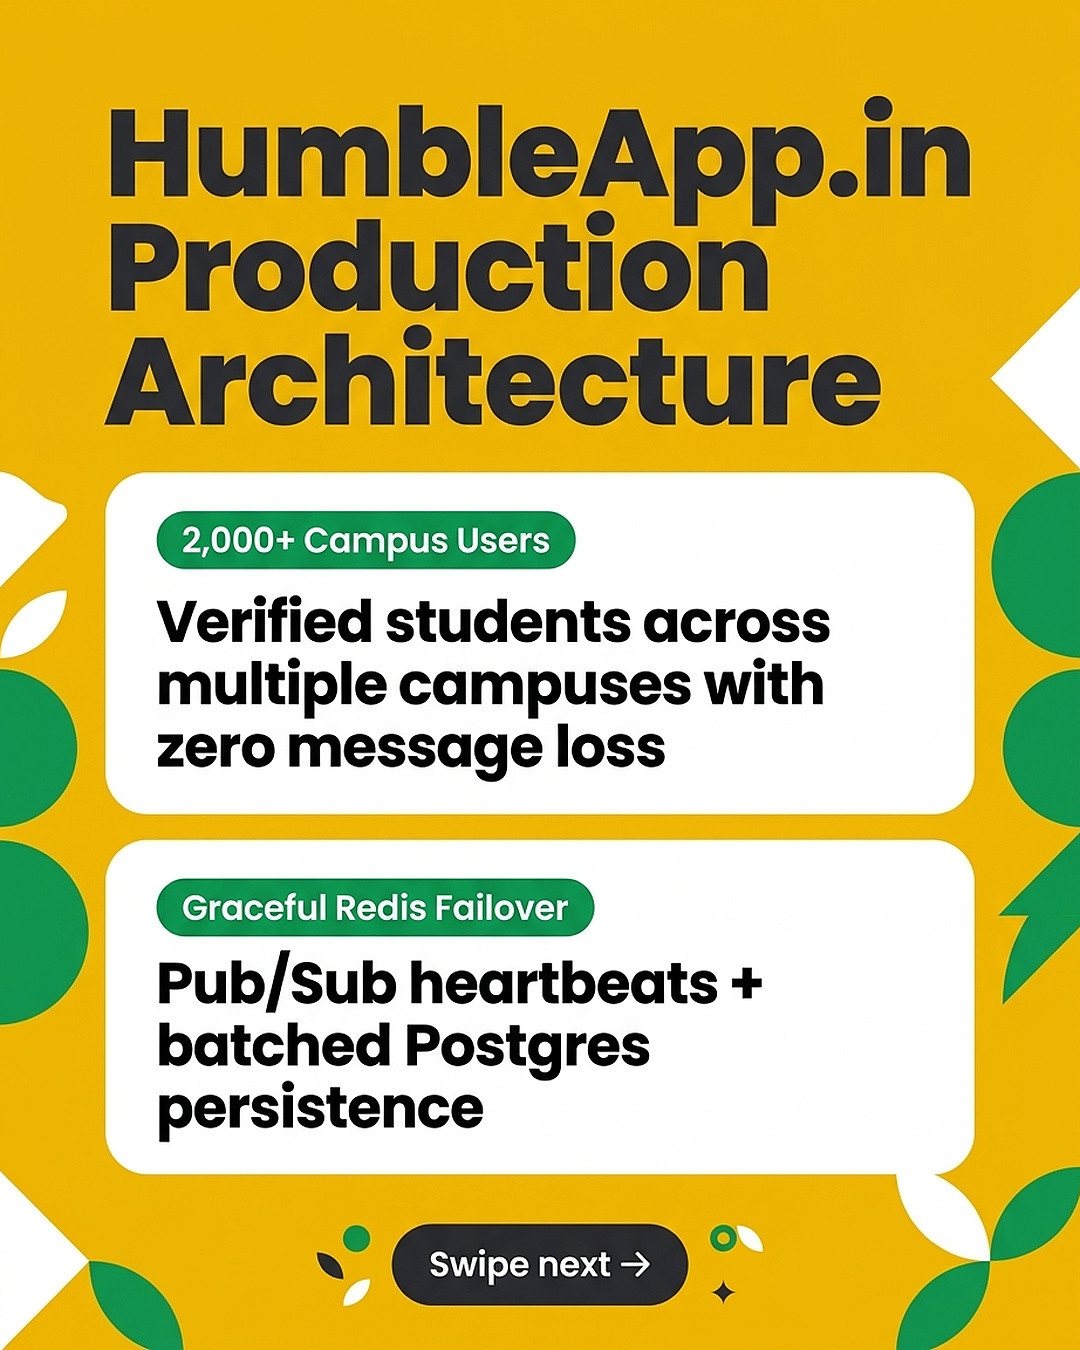 HumbleApp.in
Production
Architecture
2,000+ Campus Users
Verified students across
multiple campuses with
zero message loss
Graceful Redis Failover
Pub/Sub heartbeats +
batched Postgres
persistence
Swipe next →